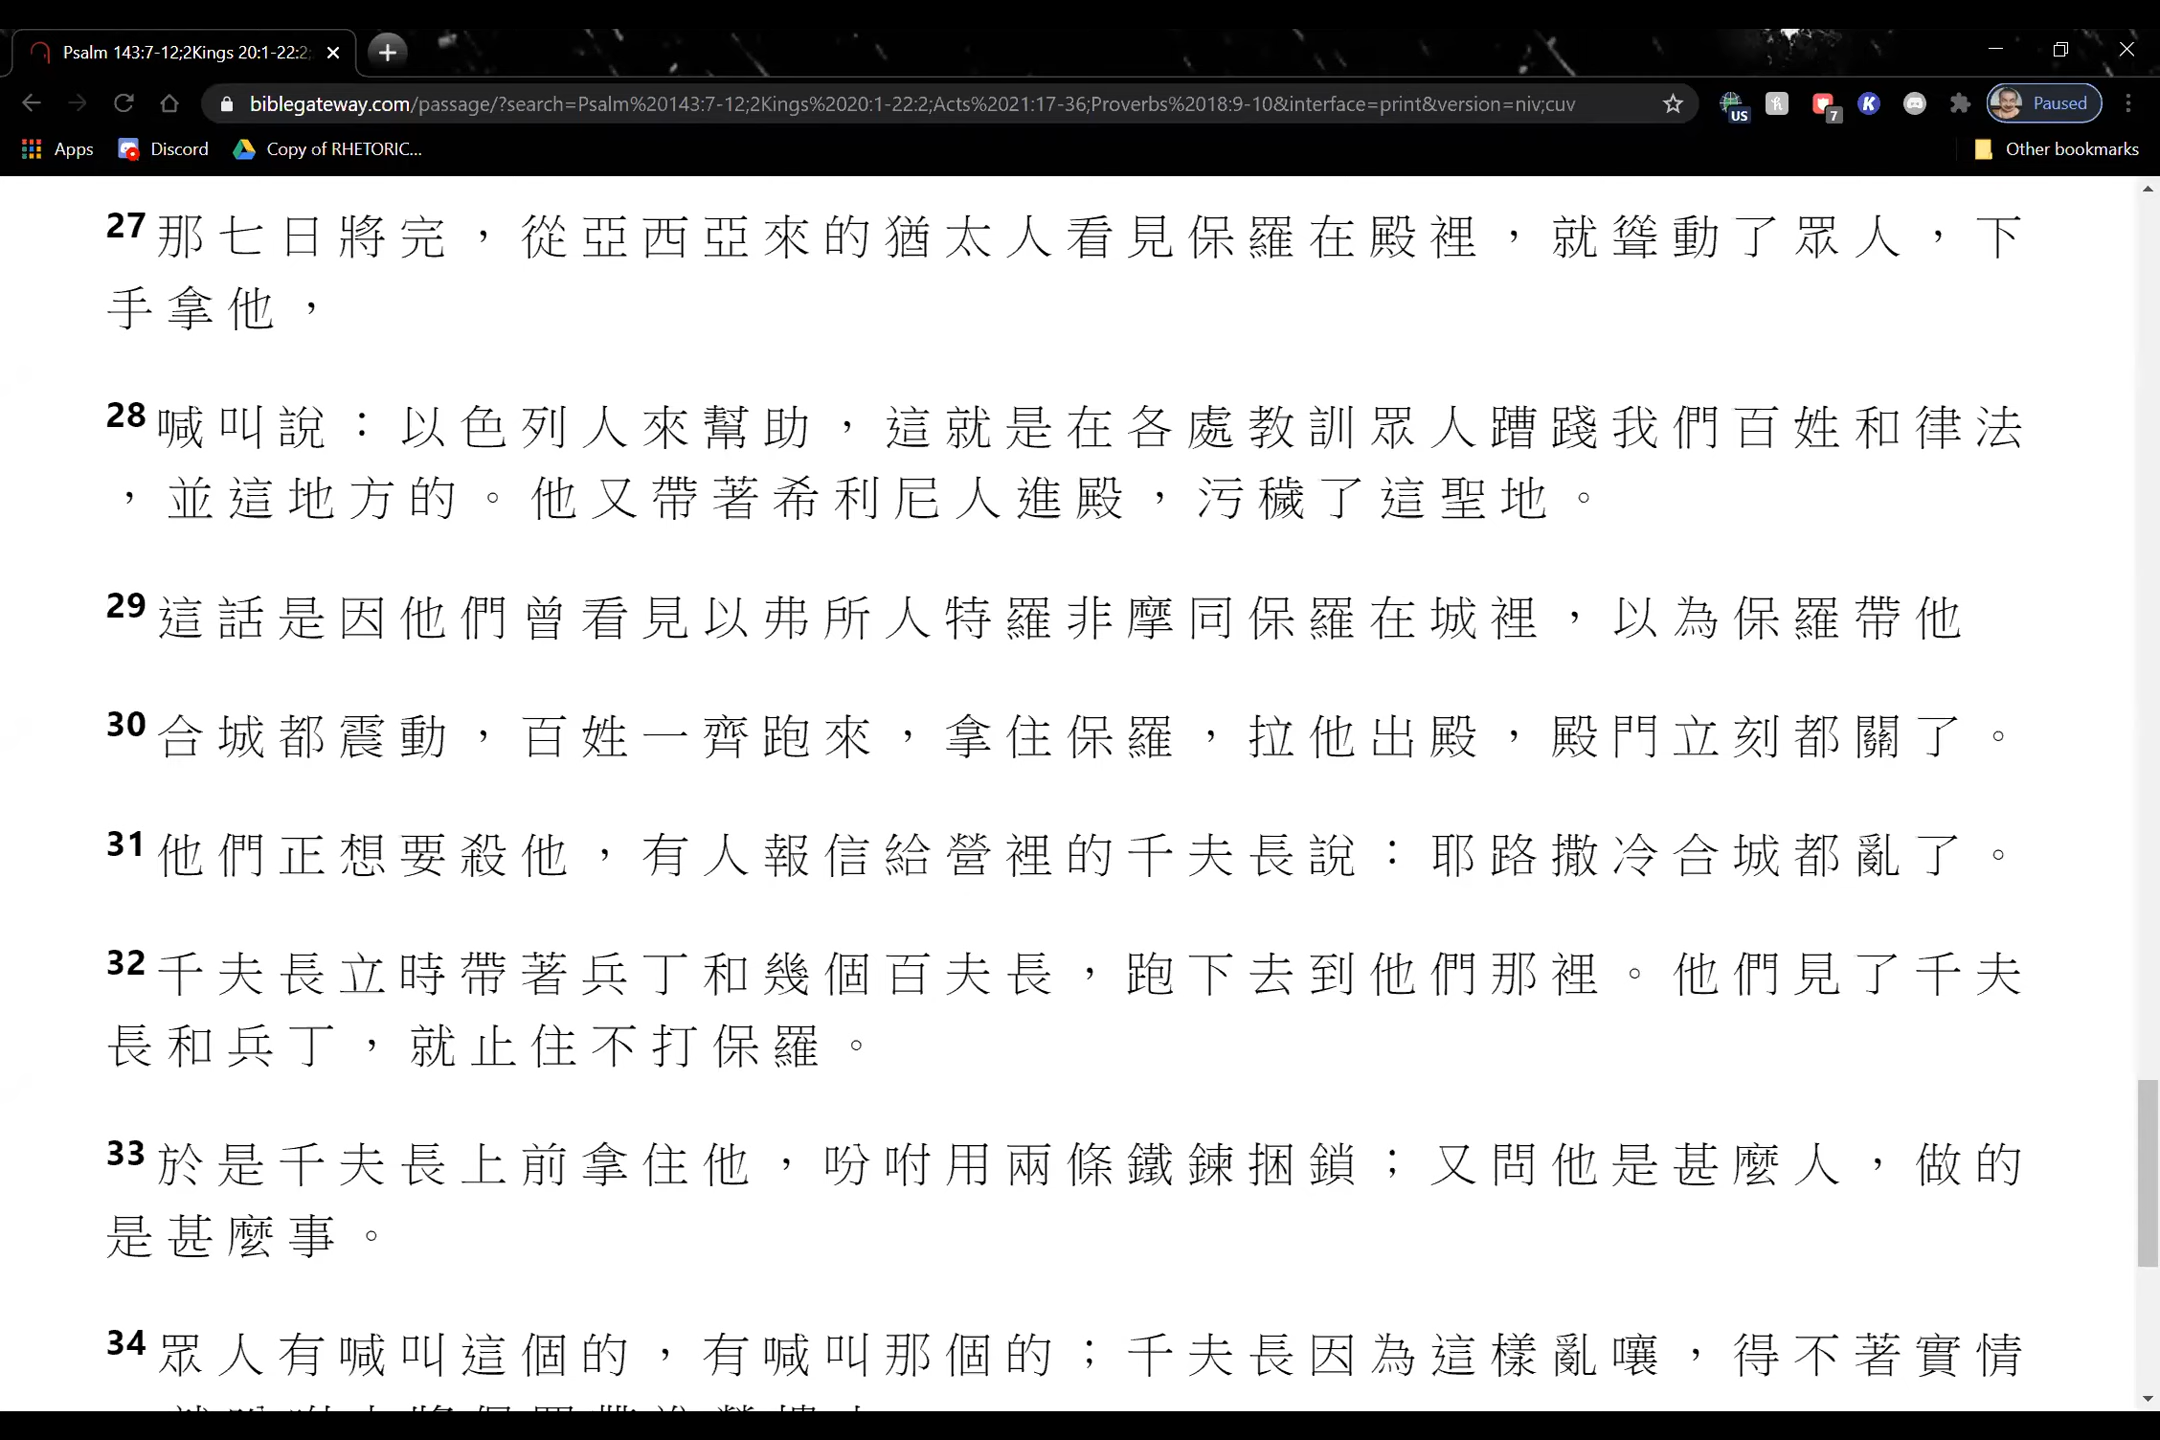 Psalm 143:7-12;2Kings 20:1-22:2;
biblegateway.com/passage/?search=Psalm%20143:7-12;2Kings%2020:1-22:2;Acts%2021:17-36;Proverbs%2018:9-10&interface=print&version=niv;cuv
US
7
K
Paused
Apps
Discord
Copy of RHETORIC...
Other bookmarks
27 那七日將完，從亞西亞來的猶太人看見保羅在殿裡，就聳動了眾人，下
手拿他，
28 喊叫說：以色列人來幫助，這就是在各處教訓眾人蹧踐我們百姓和律法
，並這地方的。他又帶著希利尼人進殿，污穢了這聖地。
29 這話是因他們曾看見以弗所人特羅非摩同保羅在城裡，以為保羅帶他
30 合城都震動，百姓一齊跑來，拿住保羅，拉他出殿，殿門立刻都關了。
31 他們正想要殺他，有人報信給營裡的千夫長說：耶路撒冷合城都亂了。
32 千夫長立時帶著兵丁和幾個百夫長，跑下去到他們那裡。他們見了千夫
長和兵丁，就止住不打保羅。
33 於是千夫長上前拿住他，吩咐用兩條鐵鍊捆鎖；又問他是甚麼人，做的
是甚麼事。
34 眾人有喊叫這個的，有喊叫那個的；千夫長因為這樣亂嚷，得不著實情